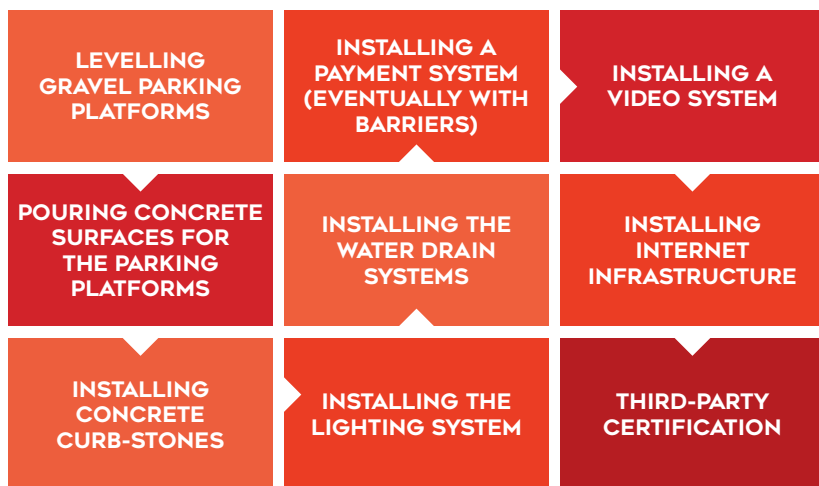 LEVELLING
GRAVEL PARKING
PLATFORMS
POURING CONCRETE
SURFACES FOR
THE PARKING
PLATFORMS
INSTALLING
CONCRETE
CURB-STONES
INSTALLING THE
LIGHTING SYSTEM
INSTALLING THE
WATER DRAIN
SYSTEMS
INSTALLING A
PAYMENT SYSTEM
(EVENTUALLY WITH
BARRIERS)
INSTALLING A
VIDEO SYSTEM
INSTALLING
INTERNET
INFRASTRUCTURE
THIRD-PARTY
CERTIFICATION